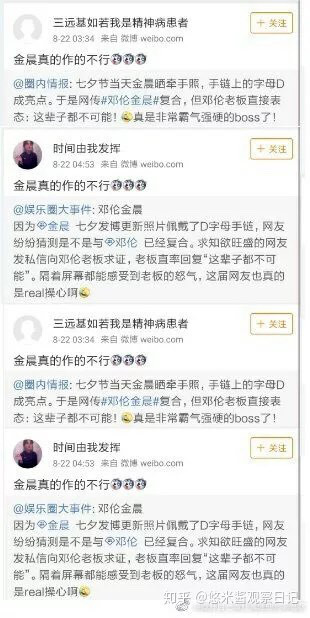 三远基如若我是精神病患者
+ 关注
8-22 03:34 来自 微博 weibo.com
金晨真的作的不行
@圈内情报: 七夕节当天金晨晒牵手照，手链上的字母D
成亮点。于是网传#邓伦金晨#复合，但邓伦老板直接表
态：这辈子都不可能！真是非常霸气强硬的boss了！
时间由我发挥
+ 关注
8-22 04:53 来自 微博 weibo.com
金晨真的作的不行
@娱乐圈大事件: 邓伦金晨
因为金晨 七夕发博更新照片佩戴了D字母手链，网友
纷纷猜测是不是与邓伦 已经复合。求知欲旺盛的网友
发私信向邓伦老板求证，老板直率回复“这辈子都不可
能”。隔着屏幕都能感受到老板的怒气，这届网友也真的
是real操心啊
三远基如若我是精神病患者
+ 关注
8-22 03:34 来自 微博 weibo.com
金晨真的作的不行
@圈内情报: 七夕节当天金晨晒牵手照，手链上的字母D
成亮点。于是网传#邓伦金晨#复合，但邓伦老板直接表
态：这辈子都不可能！真是非常霸气强硬的boss了！
时间由我发挥
+ 关注
8-22 04:53 来自 微博 weibo.com
金晨真的作的不行
@娱乐圈大事件: 邓伦金晨
因为金晨 七夕发博更新照片佩戴了D字母手链，网友
纷纷猜测是不是与邓伦 已经复合。求知欲旺盛的网友
发私信向邓伦老板求证，老板直率回复“这辈子都不可
能”。隔着屏幕都能感受到老板的怒气，这届网友也真的
是real操心啊
知乎 @悠米酱观察日记